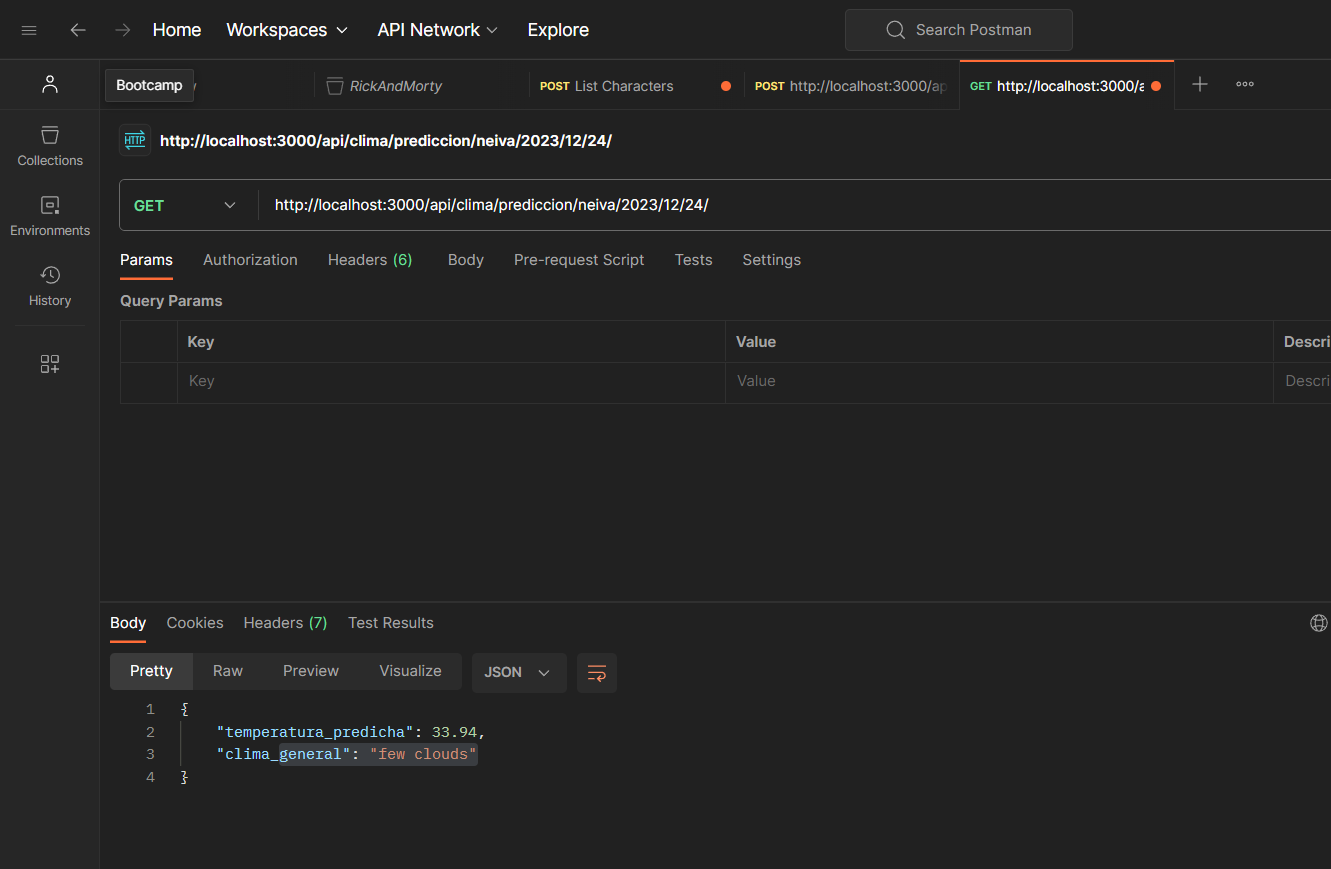 Home Workspaces API Network Explore Search Postman
Bootcamp RickAndMorty POST List Characters POST http://localhost:3000/ap GET http://localhost:3000/a
HTTP http://localhost:3000/api/clima/prediccion/neiva/2023/12/24/
Collections
GET http://localhost:3000/api/clima/prediccion/neiva/2023/12/24/
Environments
Params Authorization Headers (6) Body Pre-request Script Tests Settings
History
Query Params
Key Value Descri
Key Value Descri
Body Cookies Headers (7) Test Results
Pretty Raw Preview Visualize JSON
1 {
2 "temperatura_predicha": 33.94,
3 "clima_general": "few clouds"
4 }